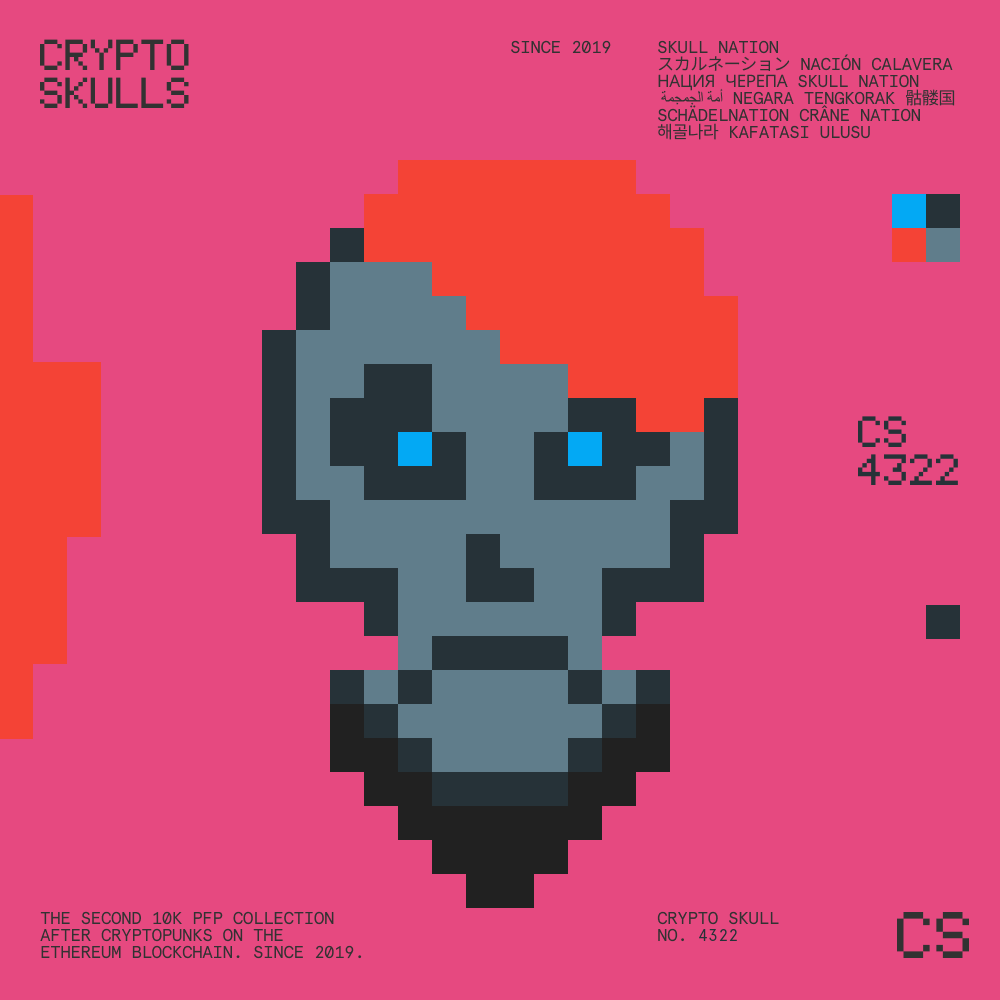 CRYPTO
SKULLS
SINCE 2019
SKULL NATION
スカルネーション NACIÓN CALAVERA
НАЦИЯ ЧЕРЕПА SKULL NATION
أمة الجمجمة NEGARA TENGKORAK 骷髅国
SCHÄDELNATION CRÂNE NATION
해골나라 KAFATASI ULUSU
CS
4322
THE SECOND 10K PFP COLLECTION
AFTER CRYPTOPUNKS ON THE
ETHEREUM BLOCKCHAIN. SINCE 2019.
CRYPTO SKULL
NO. 4322
CS